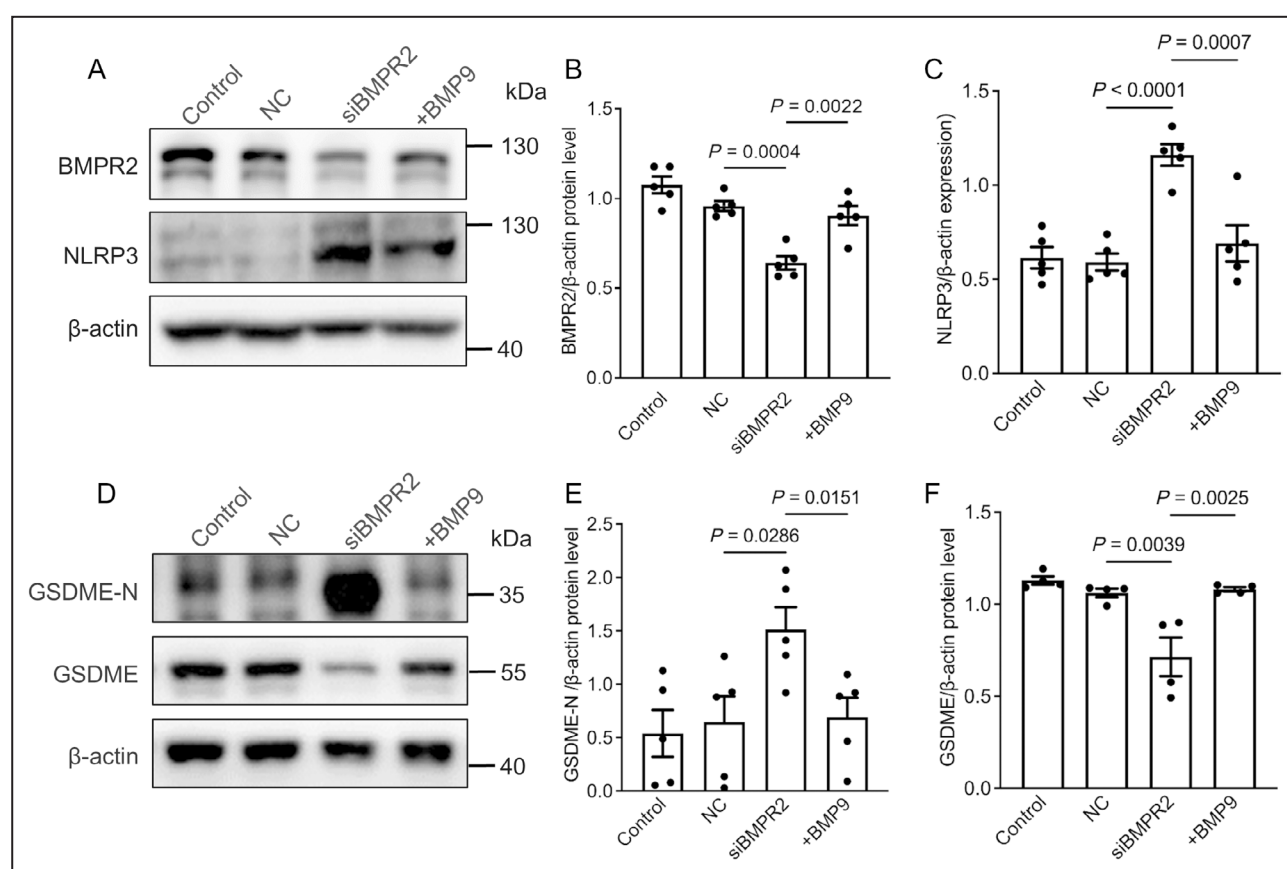 A
Control
NC
siBMPR2
+BMP9
kDa
BMPR2
130
NLRP3
130
β-actin
40
B
P = 0.0022
P = 0.0004
BMPR2/β-actin protein level
1.5
1.0
0.5
0.0
Control
NC
siBMPR2
+BMP9
C
P = 0.0007
P < 0.0001
NLRP3/β-actin expression)
1.5
1.0
0.5
0.0
Control
NC
siBMPR2
+BMP9
D
Control
NC
siBMPR2
+BMP9
kDa
GSDME-N
35
GSDME
55
β-actin
40
E
P = 0.0151
P = 0.0286
GSDME-N /β-actin protein level
2.5
2.0
1.5
1.0
0.5
0.0
Control
NC
siBMPR2
+BMP9
F
P = 0.0025
P = 0.0039
GSDME/β-actin protein level
1.5
1.0
0.5
0.0
Control
NC
siBMPR2
+BMP9